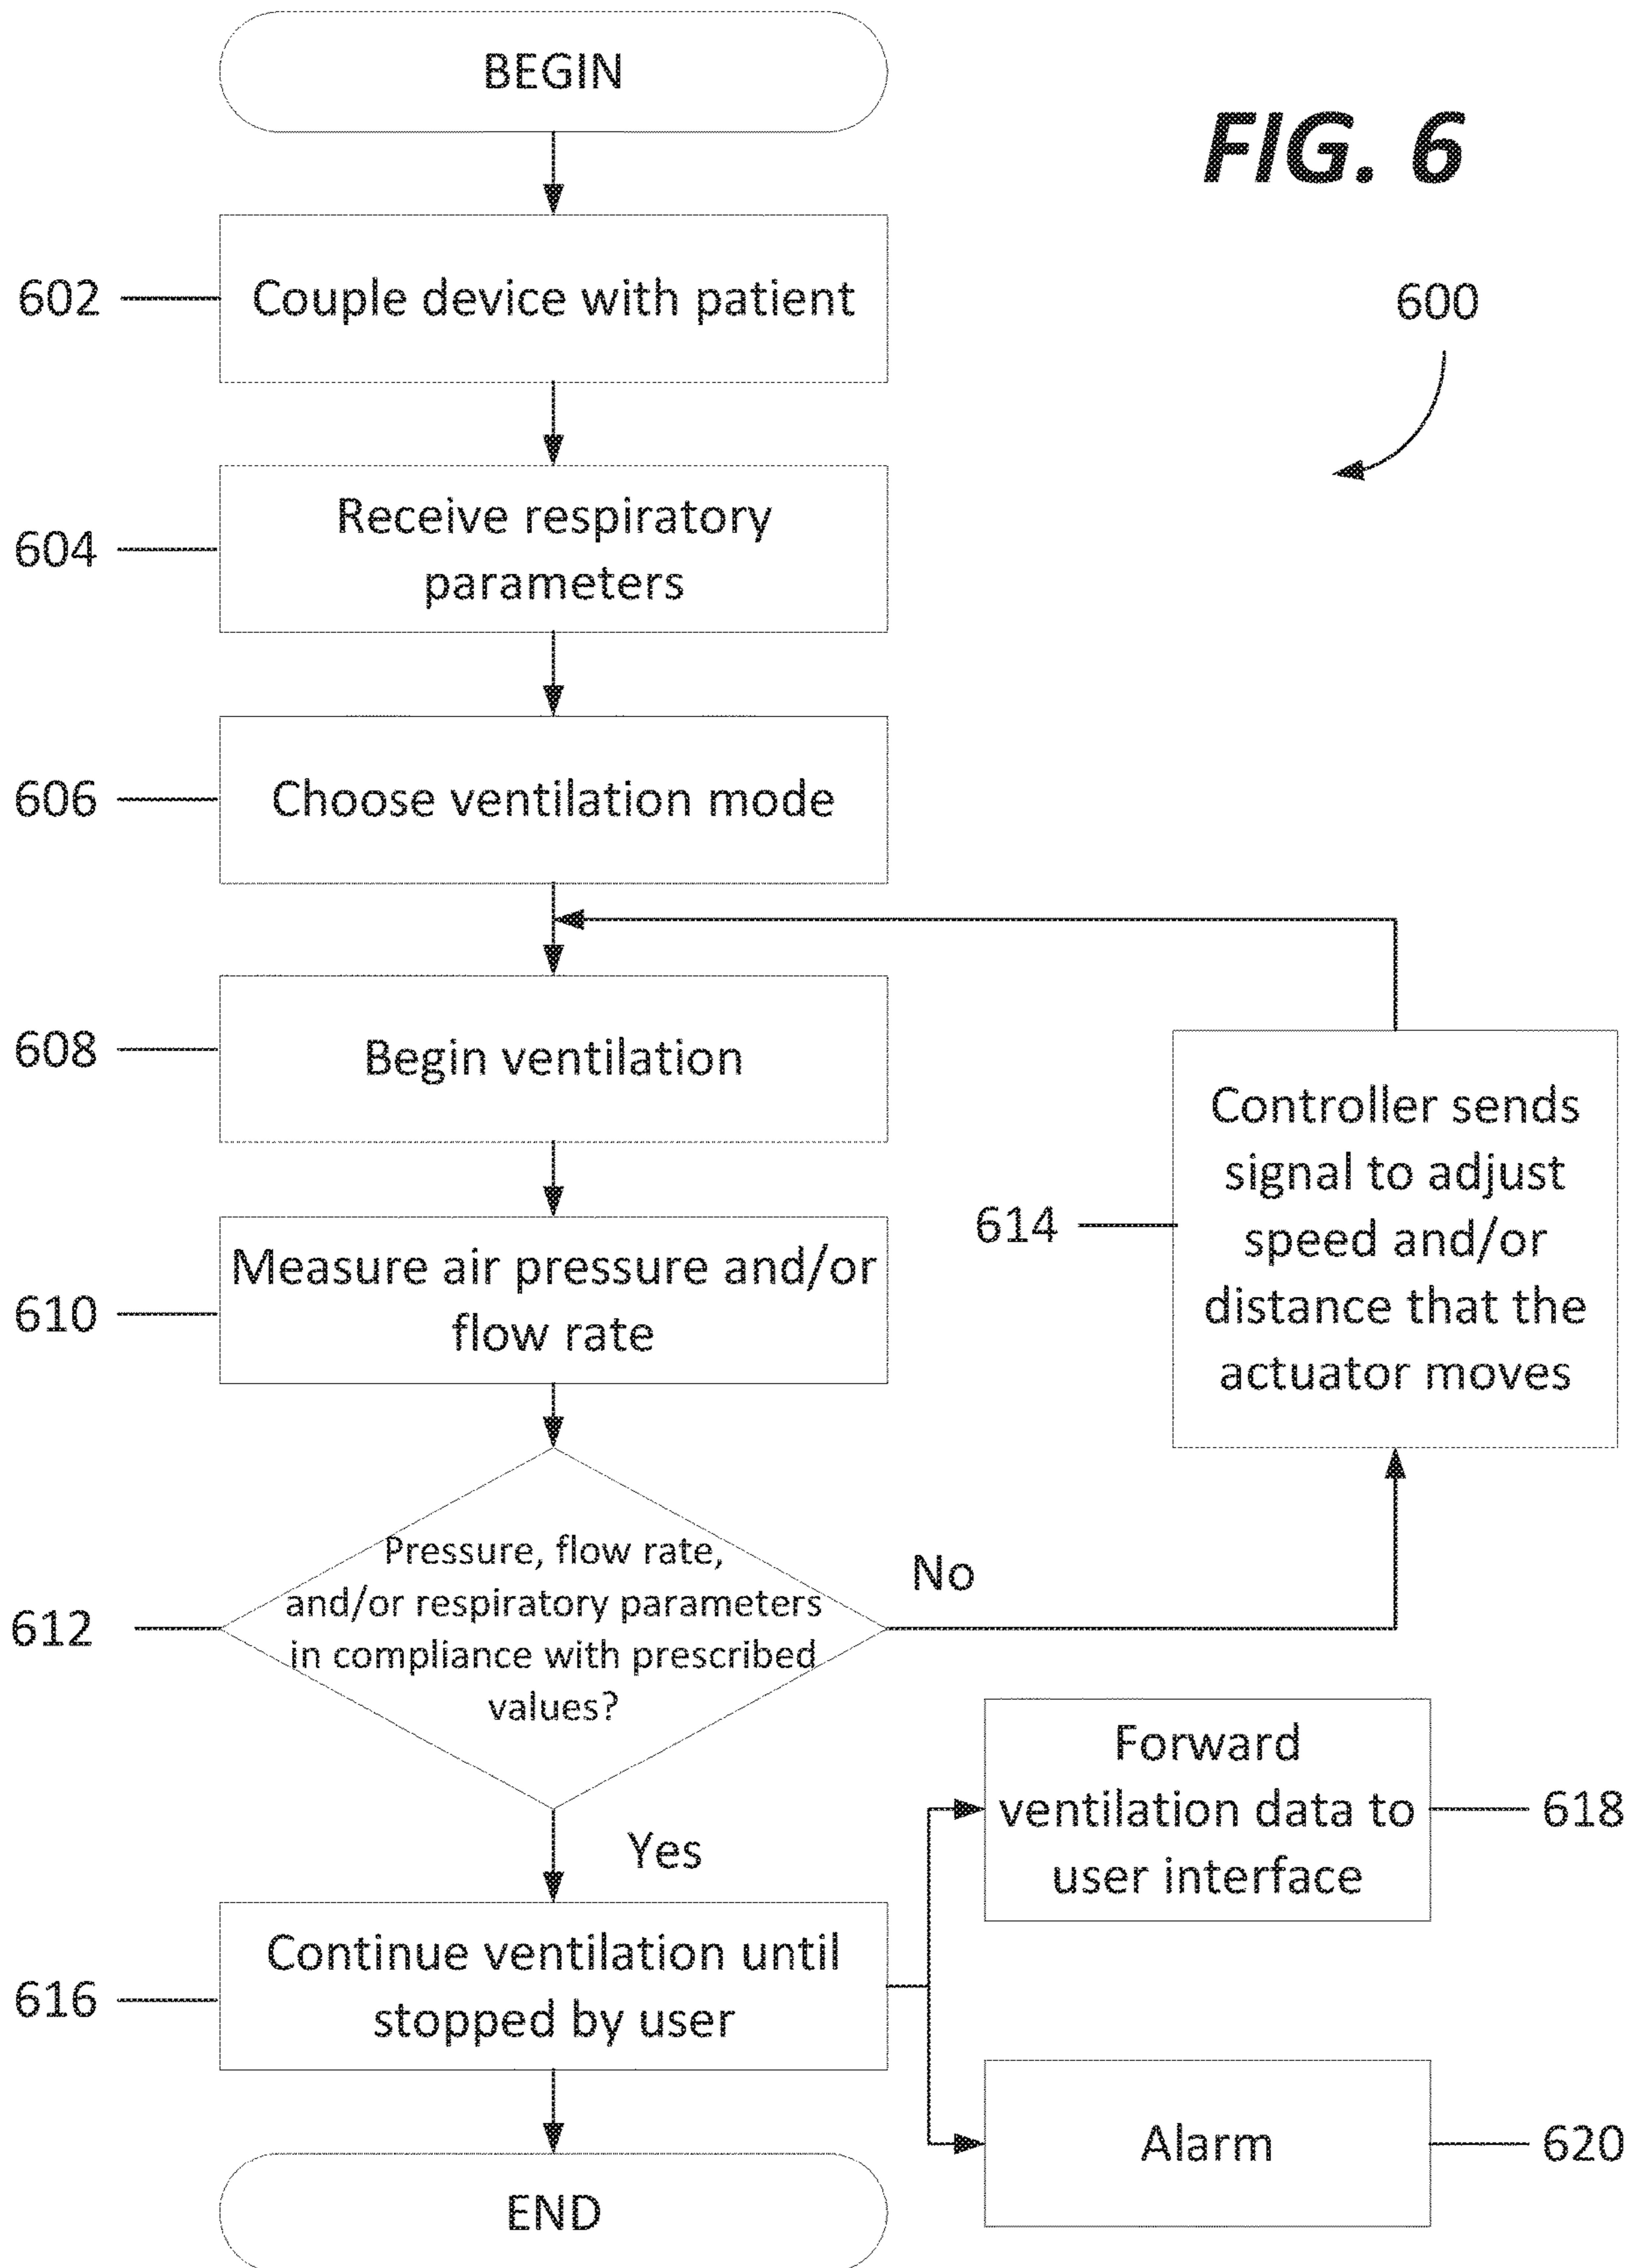 BEGIN
FIG. 6
602
Couple device with patient
600
604
Receive respiratory
parameters
606
Choose ventilation mode
608
Begin ventilation
610
Measure air pressure and/or
flow rate
614
Controller sends
signal to adjust
speed and/or
distance that the
actuator moves
612
Pressure, flow rate,
and/or respiratory parameters
in compliance with prescribed
values?
No
Yes
616
Continue ventilation until
stopped by user
Forward
ventilation data to
user interface
618
Alarm
620
END